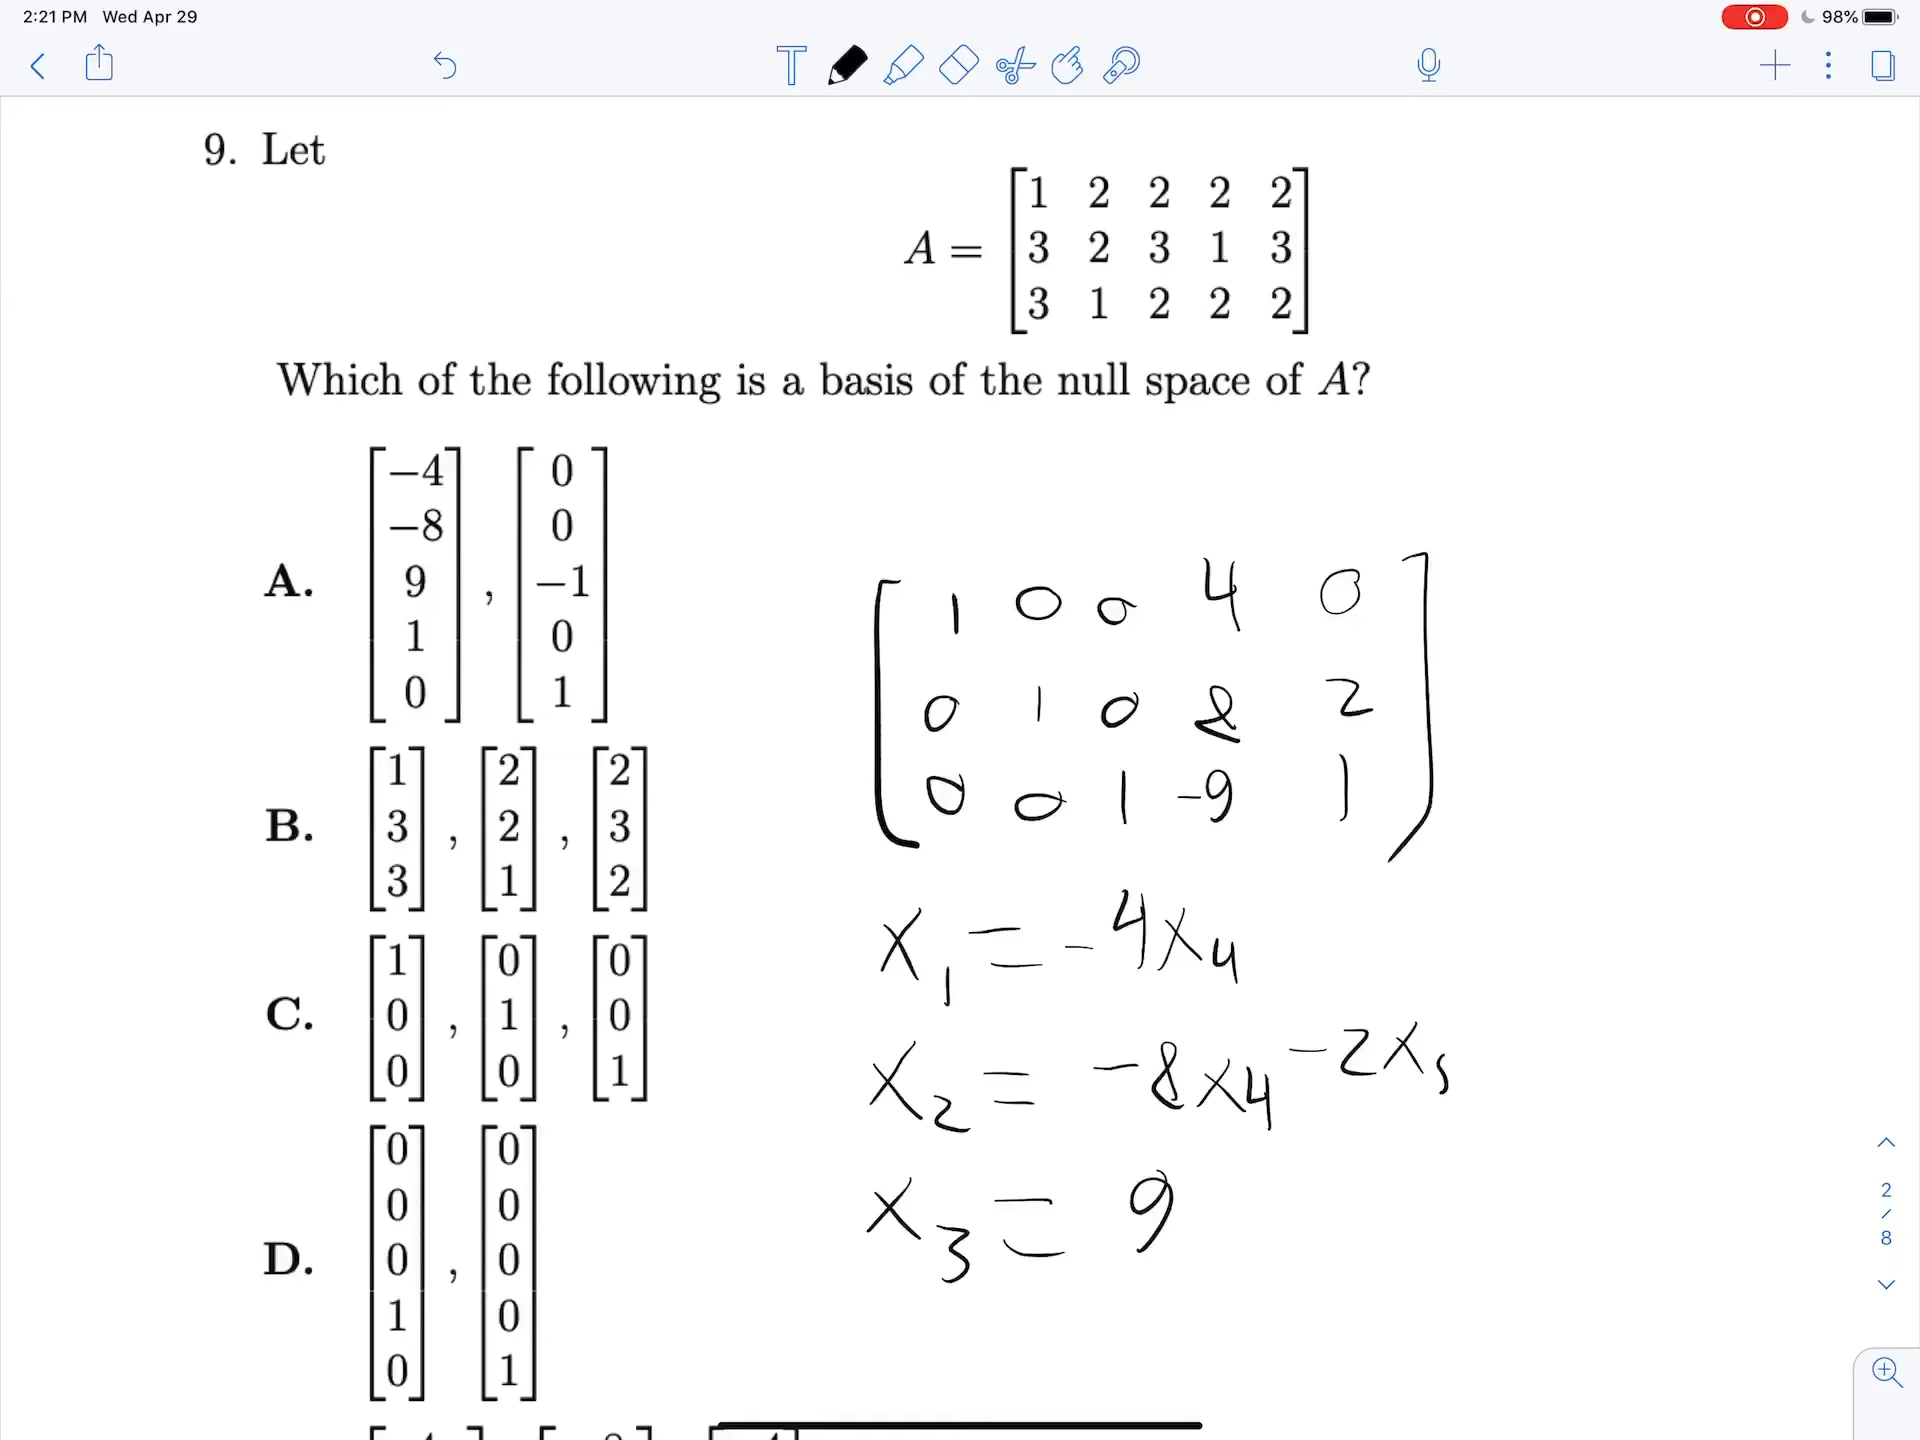 2:21 PM Wed Apr 29
98%
T
9. Let
A = [1 2 2 2 2
3 2 3 1 3
3 1 2 2 2]
Which of the following is a basis of the null space of A?
A. [−4 −8 9 1 0], [0 0 −1 0 1]
B. [1 3 3], [2 2 1], [2 3 2]
C. [1 0 0], [0 1 0], [0 0 1]
D. [0 0 0 1 0], [0 0 0 0 1]
[1 0 0 4 0
0 1 0 8 2
0 0 1 -9 1]
x₁ = -4x₄
x₂ = -8x₄ -2x₅
x₃ = 9
2
/
8